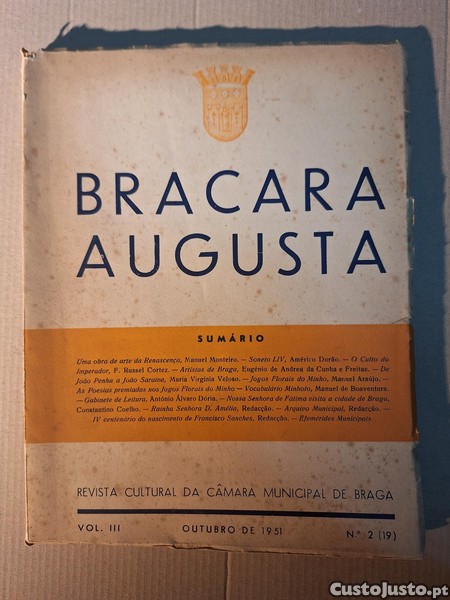 BRACARA
AUGUSTA
SUMÁRIO
Uma obra de arte da Renascença, Manuel Monteiro. — Soneto LIV, Américo Durão. — O Culto do
Imperador, F. Russel Cortez. — Artistas de Braga, Eugénio de Andrea da Cunha e Freitas. — De
João Penha a João Saraiva, Maria Virgínia Veloso. — Jogos Florais do Minho, Manuel Araújo. —
As Poesias premiadas nos Jogos Florais do Minho — Vocabulário Minhoto, Manuel de Boaventura.
— Gabinete de Leitura, António Álvaro Dória. — Nossa Senhora de Fátima visita a cidade de Braga,
Constantino Coelho. — Rainha Senhora D. Amélia, Redacção. — Arquivo Municipal, Redacção. —
IV centenário do nascimento de Francisco Sanches, Redacção. — Efemérides Municipais
REVISTA CULTURAL DA CÂMARA MUNICIPAL DE BRAGA
VOL. III OUTUBRO DE 1951 N.º 2 (19)
CustoJusto.pt